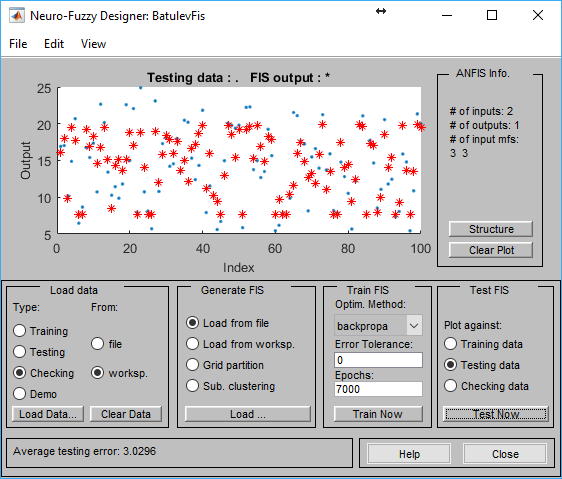 Neuro-Fuzzy Designer: BatulevFis
File Edit View
Testing data : .   FIS output : *
25
20
15
10
5
Output
0 20 40 60 80 100
Index
ANFIS Info.
# of inputs: 2
# of outputs: 1
# of input mfs:
3  3
Structure
Clear Plot
Load data
Type: From:
Training
Testing
Checking
Demo
file
worksp.
Load Data... Clear Data
Generate FIS
Load from file
Load from worksp.
Grid partition
Sub. clustering
Load ...
Train FIS
Optim. Method:
backpropa
Error Tolerance:
0
Epochs:
7000
Train Now
Test FIS
Plot against:
Training data
Testing data
Checking data
Test Now
Average testing error: 3.0296
Help Close